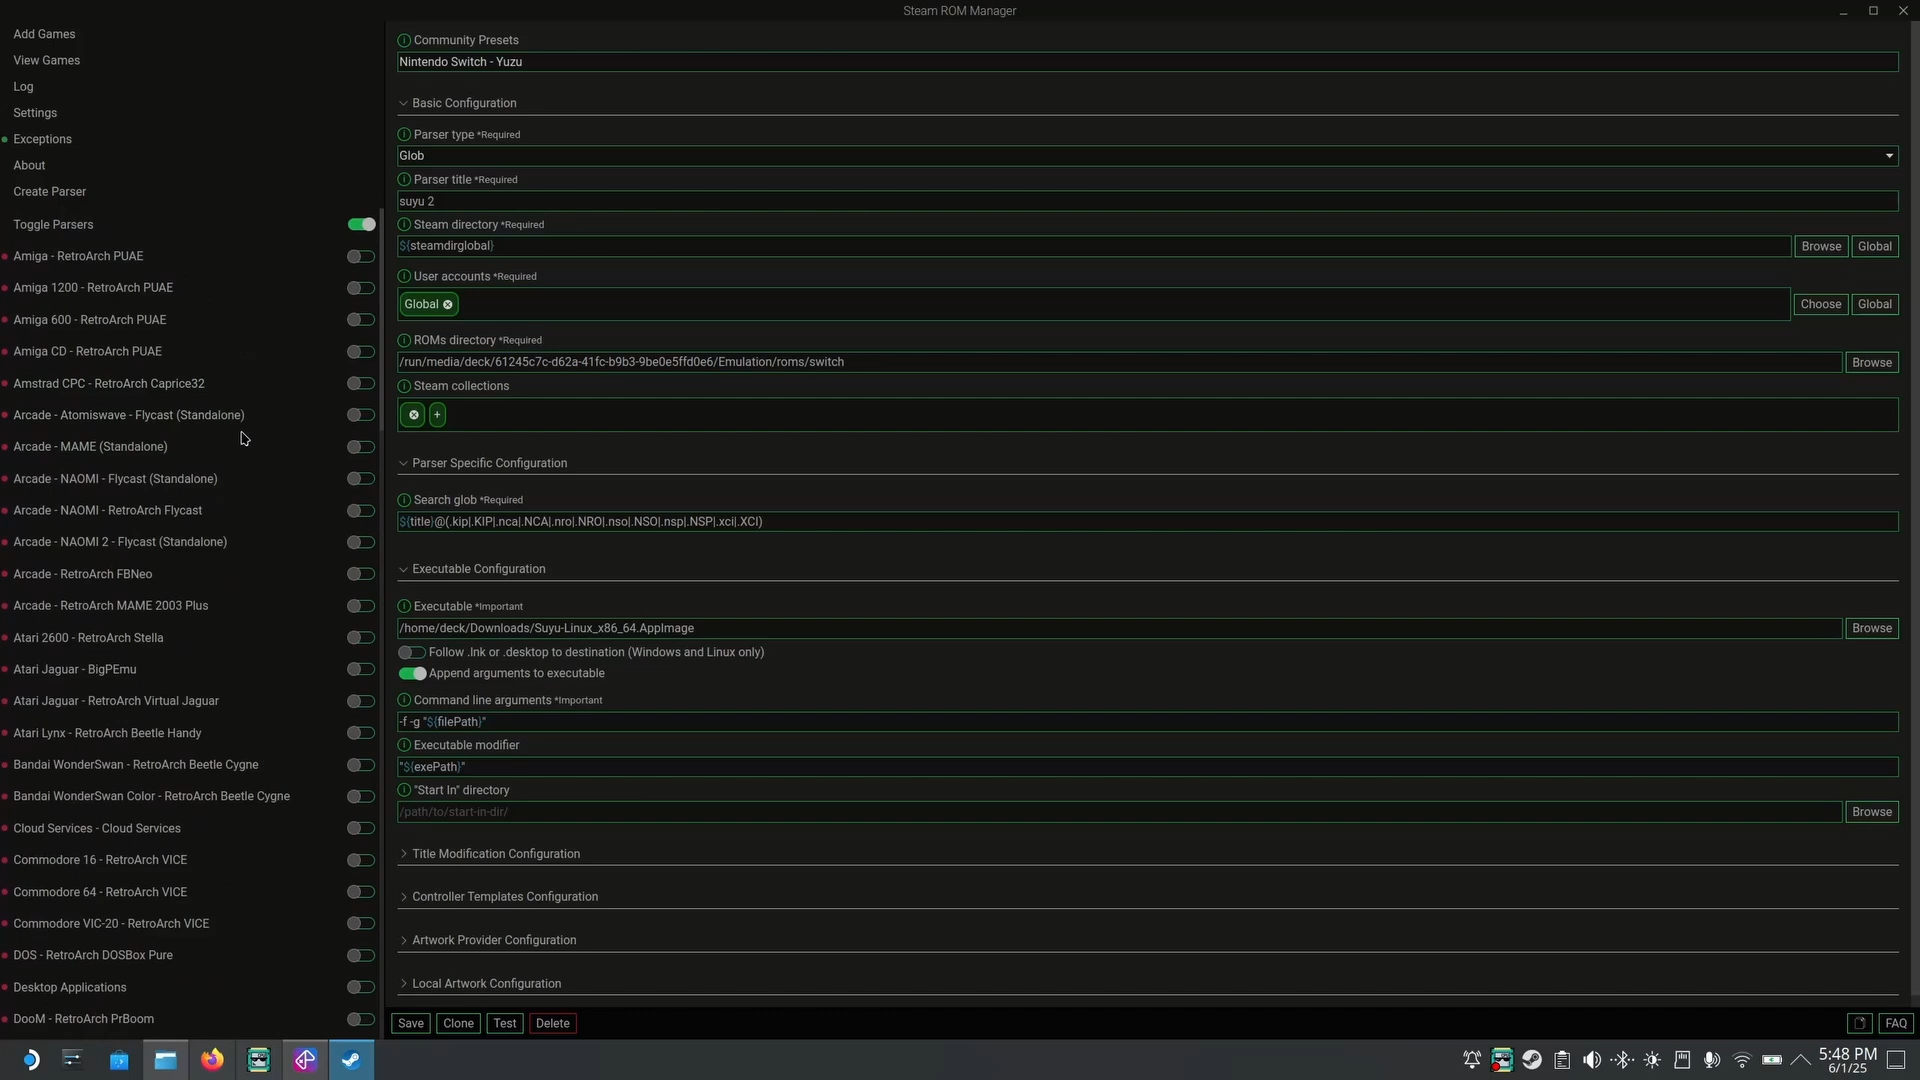 Steam ROM Manager
Add Games
View Games
Log
Settings
Exceptions
About
Create Parser
Toggle Parsers
Amiga - RetroArch PUAE
Amiga 1200 - RetroArch PUAE
Amiga 600 - RetroArch PUAE
Amiga CD - RetroArch PUAE
Amstrad CPC - RetroArch Caprice32
Arcade - Atomiswave - Flycast (Standalone)
Arcade - MAME (Standalone)
Arcade - NAOMI - Flycast (Standalone)
Arcade - NAOMI - RetroArch Flycast
Arcade - NAOMI 2 - Flycast (Standalone)
Arcade - RetroArch FBNeo
Arcade - RetroArch MAME 2003 Plus
Atari 2600 - RetroArch Stella
Atari Jaguar - BigPEmu
Atari Jaguar - RetroArch Virtual Jaguar
Atari Lynx - RetroArch Beetle Handy
Bandai WonderSwan - RetroArch Beetle Cygne
Bandai WonderSwan Color - RetroArch Beetle Cygne
Cloud Services - Cloud Services
Commodore 16 - RetroArch VICE
Commodore 64 - RetroArch VICE
Commodore VIC-20 - RetroArch VICE
DOS - RetroArch DOSBox Pure
Desktop Applications
DooM - RetroArch PrBoom
Community Presets
Nintendo Switch - Yuzu
Basic Configuration
Parser type *Required
Glob
Parser title *Required
suyu 2
Steam directory *Required
${steamdirglobal}
Browse
Global
User accounts *Required
Global
Choose
Global
ROMs directory *Required
/run/media/deck/61245c7c-d62a-41fc-b9b3-9be0e5ffd0e6/Emulation/roms/switch
Browse
Steam collections
+
Parser Specific Configuration
Search glob *Required
${title}@(.kip|.KIP|.nca|.NCA|.nro|.NRO|.nso|.NSO|.nsp|.NSP|.xci|.XCI)
Executable Configuration
Executable *Important
/home/deck/Downloads/Suyu-Linux_x86_64.AppImage
Browse
Follow .lnk or .desktop to destination (Windows and Linux only)
Append arguments to executable
Command line arguments *Important
-f -g "${filePath}"
Executable modifier
"${exePath}"
"Start In" directory
/path/to/start-in-dir/
Browse
Title Modification Configuration
Controller Templates Configuration
Artwork Provider Configuration
Local Artwork Configuration
Save
Clone
Test
Delete
FAQ
5:48 PM
6/1/25